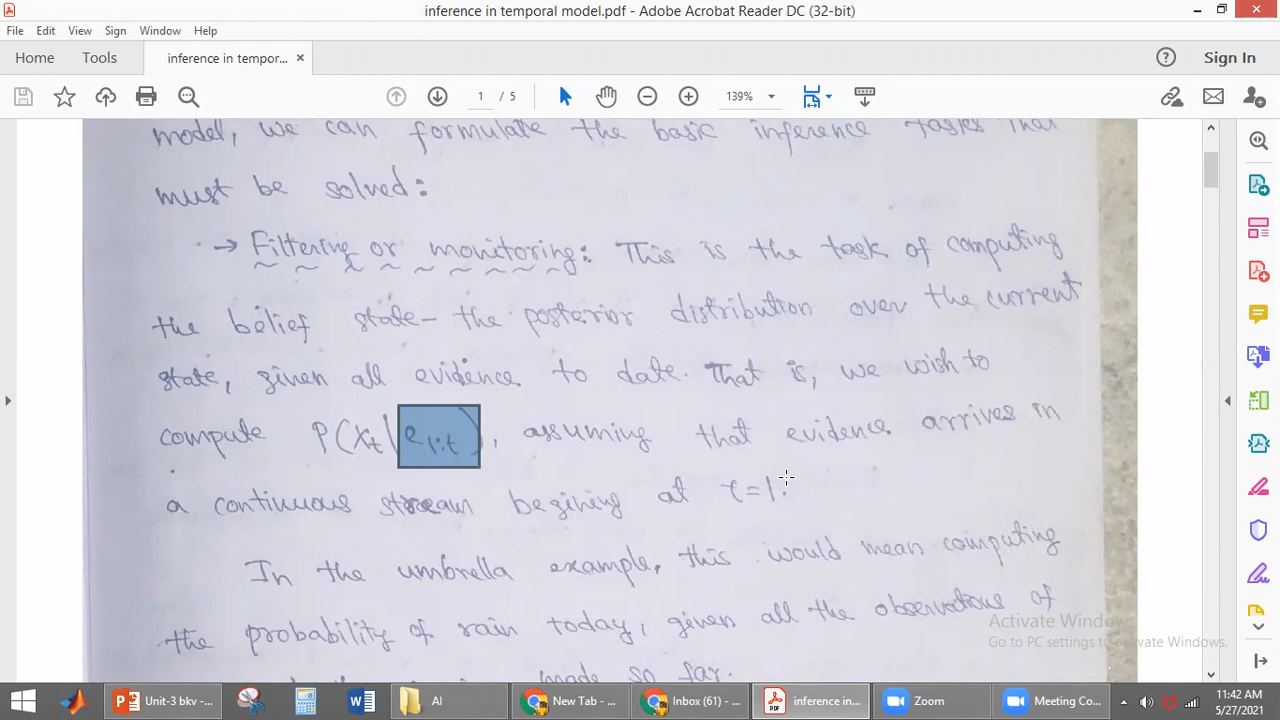 inference in temporal model.pdf - Adobe Acrobat Reader DC (32-bit)
File Edit View Sign Window Help
Home Tools inference in tempor... × Sign In
1 / 5 139%
model, we can formulate the basic inference tasks that
must be solved:
→ Filtering or monitoring: This is the task of computing
the belief state- the posterior distribution over the current
state, given all evidence to date. That is, we wish to
compute P(Xt|e1:t), assuming that evidence arrives in
a continuous stream begining at t=1.
In the umbrella example, this would mean computing
the probability of rain today, given all the observations of
made so far.
Activate Windows
Go to PC settings to activate Windows.
Unit-3 bkv -... AI New Tab - ... Inbox (61) - ... inference in... Zoom Meeting Co... 11:42 AM
5/27/2021